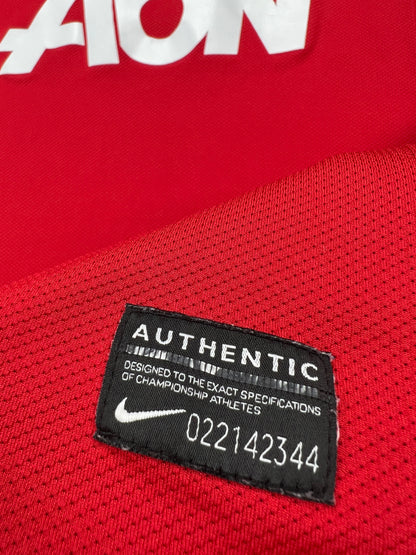 AON
AUTHENTIC
DESIGNED TO THE EXACT SPECIFICATIONS
OF CHAMPIONSHIP ATHLETES
022142344